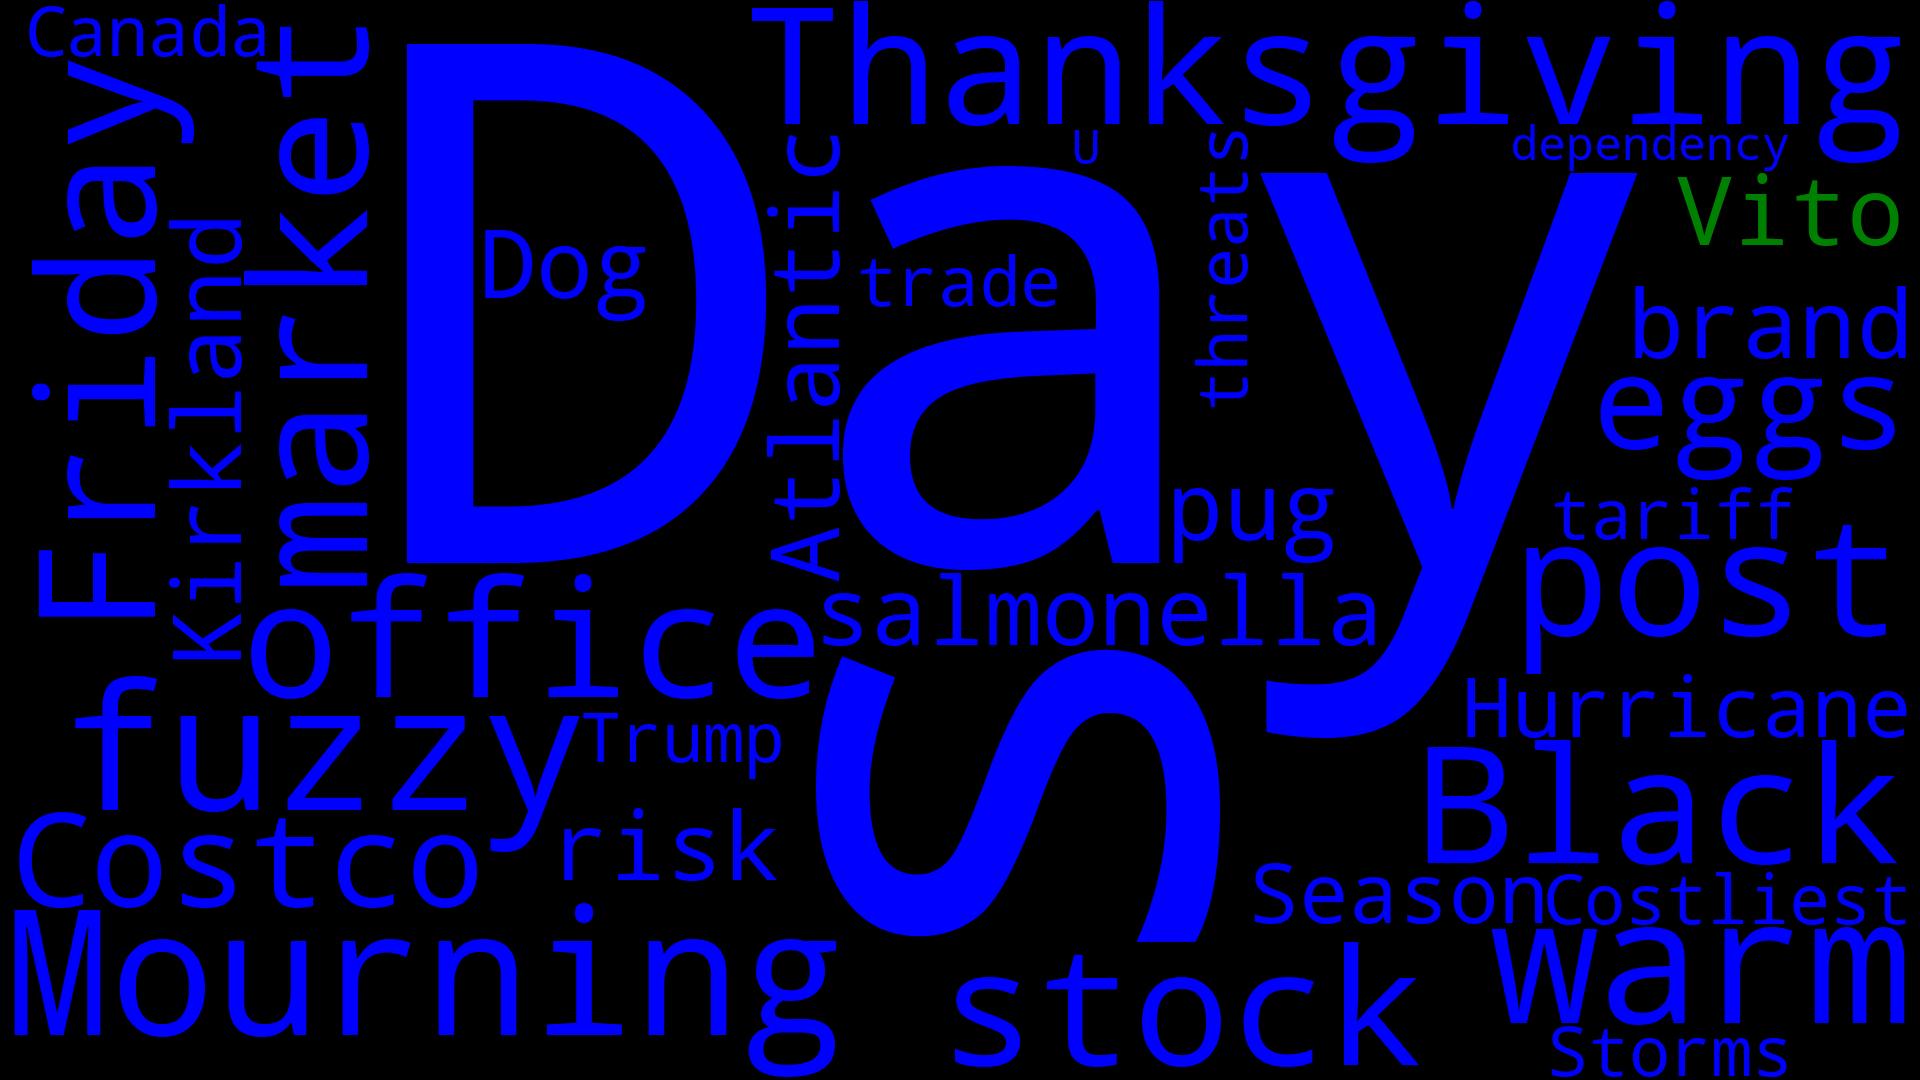 Canada
Thanksgiving
Friday
market
Day
Atlantic
U
threats
dependency
Vito
Kirkland
Dog
trade
brand
eggs
pug
tariff
post
office
salmonella
s
fuzzy
Trump
Hurricane
Black
Costco
risk
Season
Costliest
Mourning
stock
warm
Storms